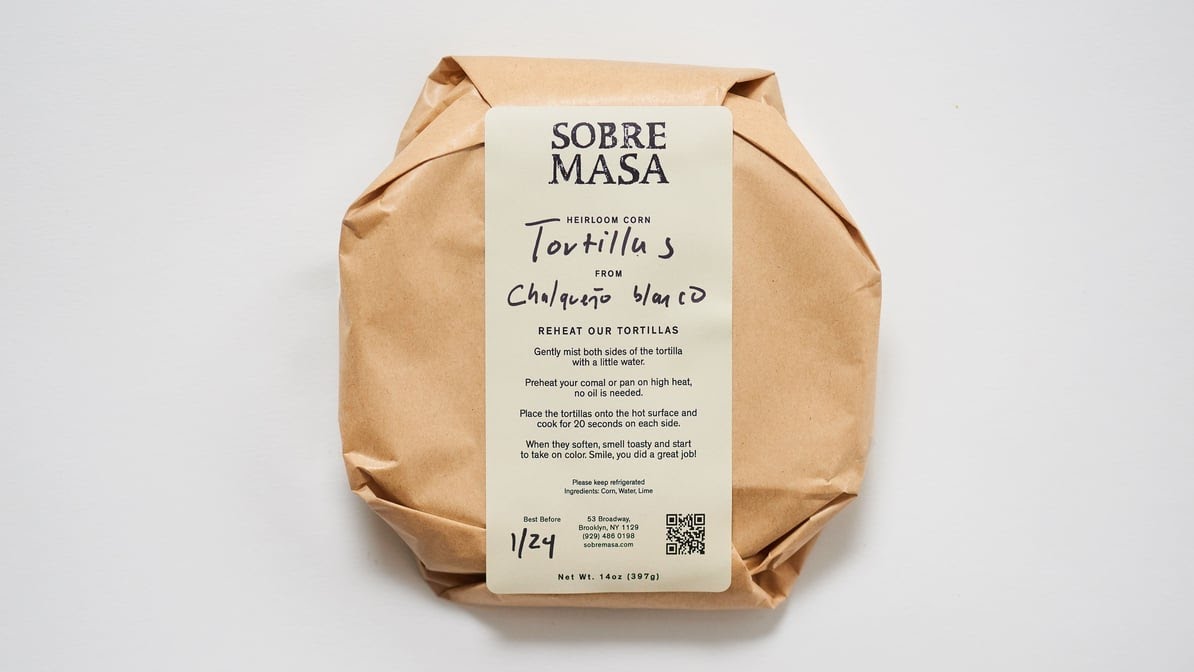 SOBRE
MASA
HEIRLOOM CORN
Tortillas
FROM
Chalqueño blanco
REHEAT OUR TORTILLAS
Gently mist both sides of the tortilla
with a little water.
Preheat your comal or pan on high heat,
no oil is needed.
Place the tortillas onto the hot surface and
cook for 20 seconds on each side.
When they soften, smell toasty and start
to take on color. Smile, you did a great job!
Please keep refrigerated
Ingredients: Corn, Water, Lime
Best Before
1/24
53 Broadway,
Brooklyn, NY 1129
(929) 486 0198
sobremasa.com
Net Wt. 14oz (397g)